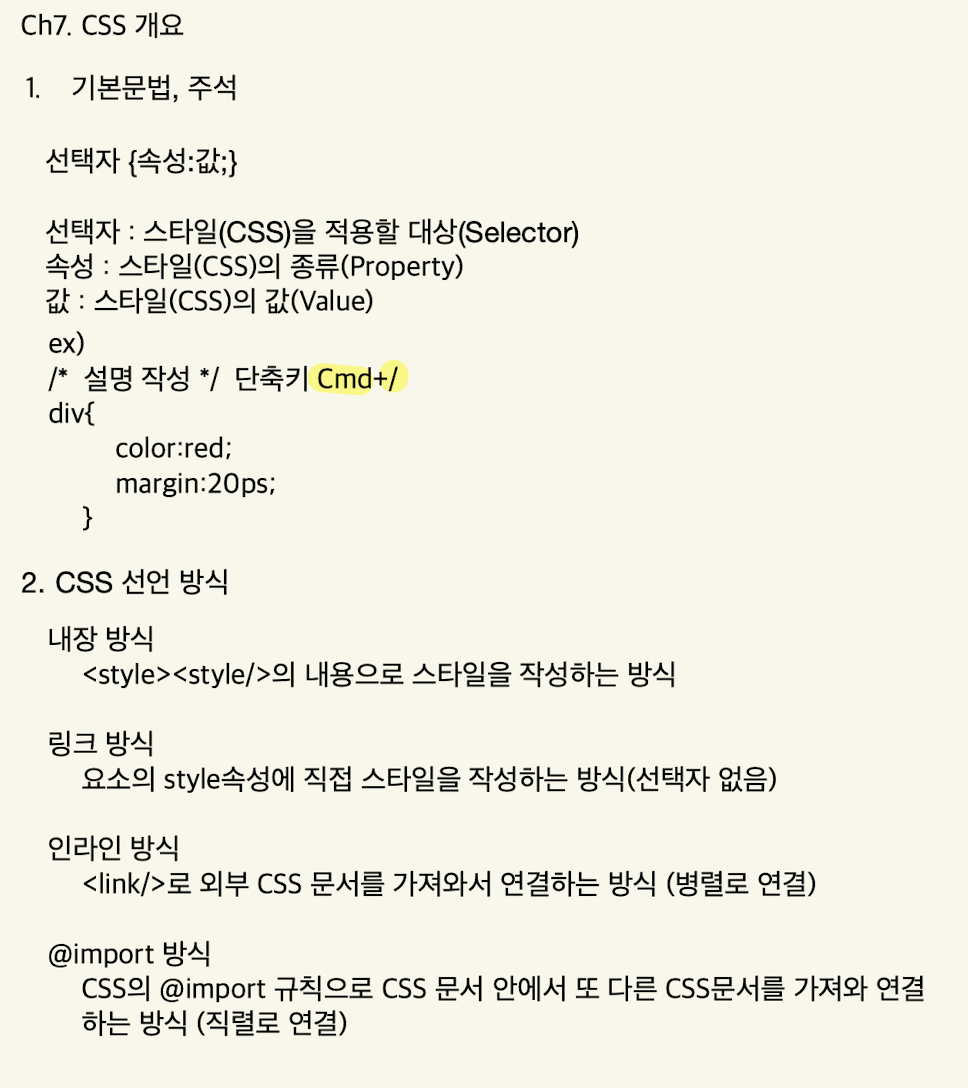 Ch7. CSS 개요
1. 기본문법, 주석
선택자 {속성:값;}
선택자 : 스타일(CSS)을 적용할 대상(Selector)
속성 : 스타일(CSS)의 종류(Property)
값 : 스타일(CSS)의 값(Value)
ex)
/* 설명 작성 */ 단축키 Cmd+/
div{
color:red;
margin:20ps;
}
2. CSS 선언 방식
내장 방식
<style><style/>의 내용으로 스타일을 작성하는 방식
링크 방식
요소의 style속성에 직접 스타일을 작성하는 방식(선택자 없음)
인라인 방식
<link/>로 외부 CSS 문서를 가져와서 연결하는 방식 (병렬로 연결)
@import 방식
CSS의 @import 규칙으로 CSS 문서 안에서 또 다른 CSS문서를 가져와 연결
하는 방식 (직렬로 연결)